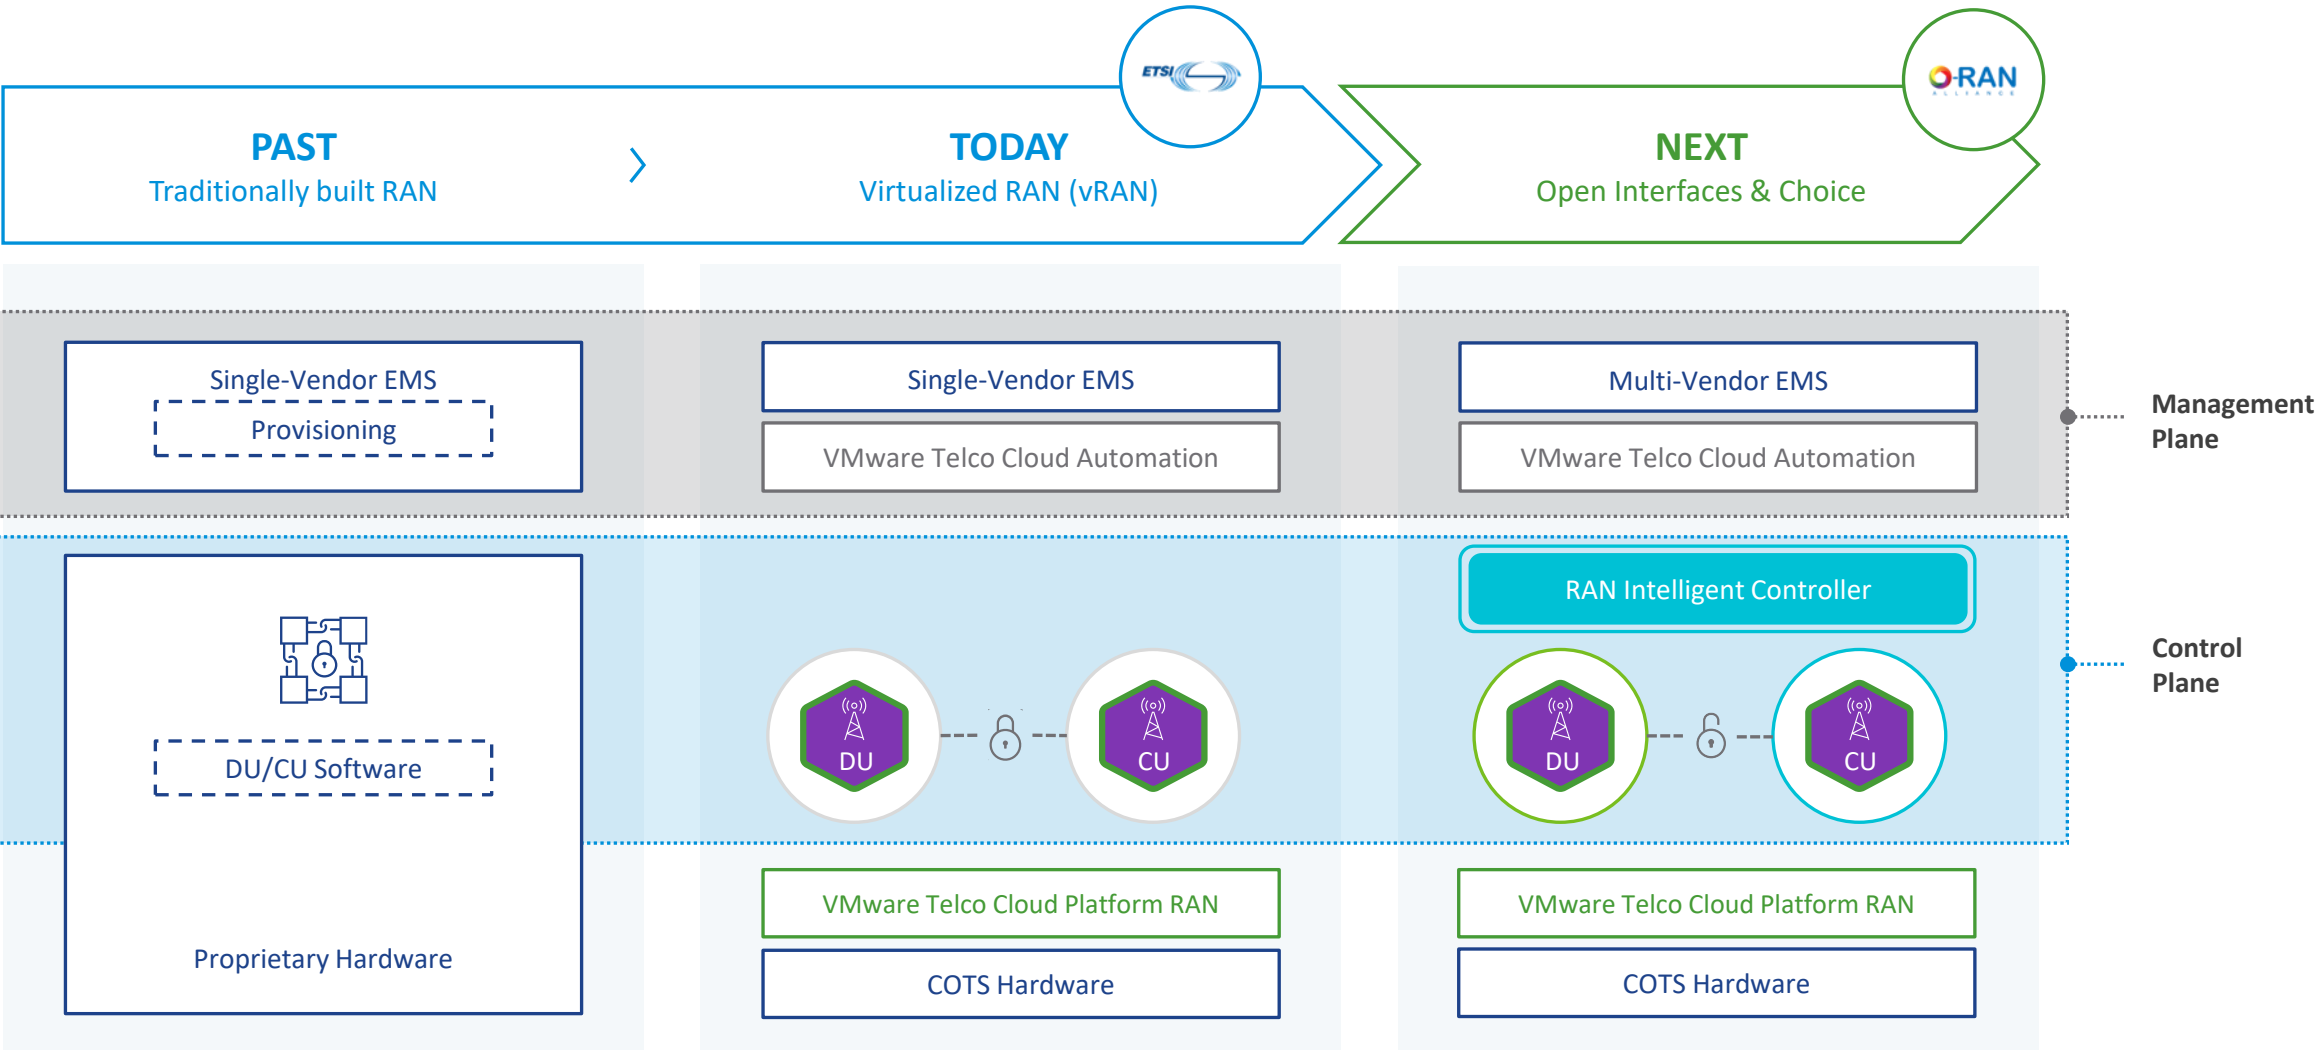 ETSI
O-RAN
ALLIANCE
PAST
Traditionally built RAN
TODAY
Virtualized RAN (vRAN)
NEXT
Open Interfaces & Choice
Single-Vendor EMS
Provisioning
Single-Vendor EMS
VMware Telco Cloud Automation
Multi-Vendor EMS
VMware Telco Cloud Automation
Management
Plane
DU/CU Software
Proprietary Hardware
DU
CU
RAN Intelligent Controller
DU
CU
Control
Plane
VMware Telco Cloud Platform RAN
COTS Hardware
VMware Telco Cloud Platform RAN
COTS Hardware